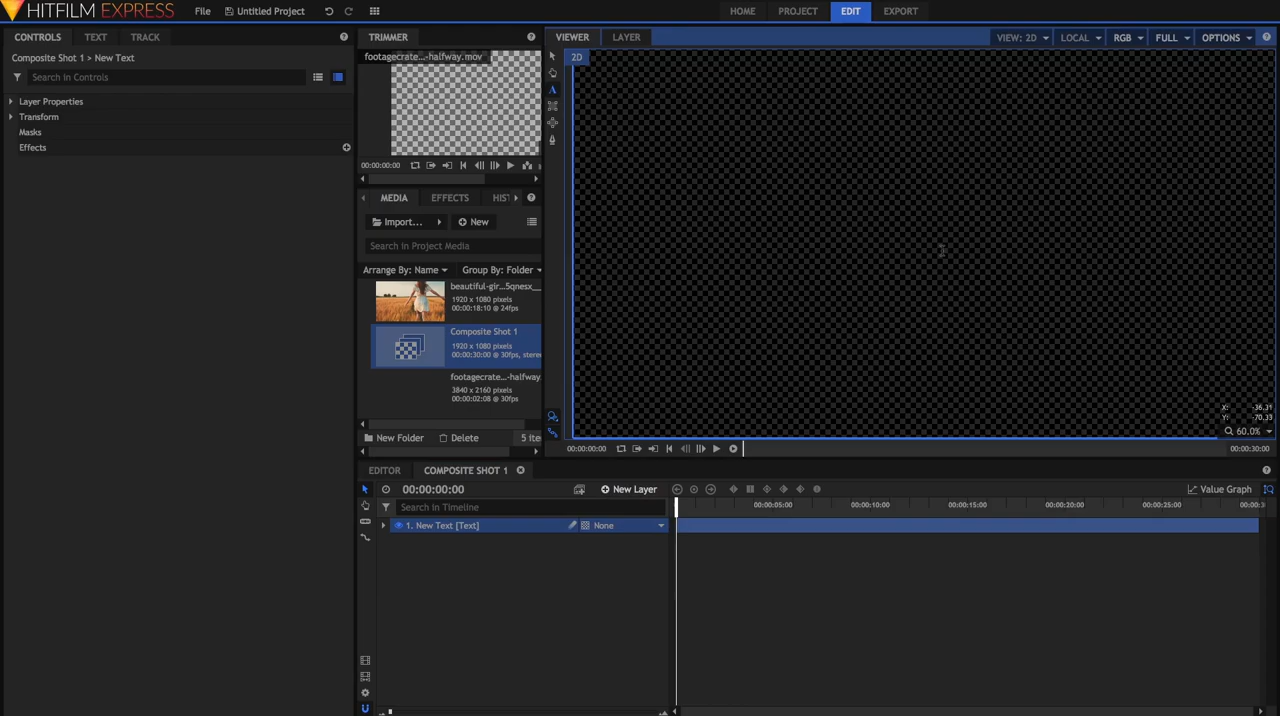 HITFILM EXPRESS File Untitled Project HOME PROJECT EDIT EXPORT
CONTROLS TEXT TRACK
Composite Shot 1 > New Text
Search In Controls
Layer Properties
Transform
Masks
Effects
TRIMMER
footagecrate...-halfway.mov
00:00:00:00
MEDIA EFFECTS HIST
Import... New
Search In Project Media
Arrange By: Name Group By: Folder
beautiful-gir...5qnesx__
1920 x 1080 pixels
00:00:18:10 @ 24fps
Composite Shot 1
1920 x 1080 pixels
00:00:30:00 @ 30fps, stere
footagecrate...-halfway.
3840 x 2160 pixels
00:00:02:08 @ 30fps
New Folder Delete 5 Ite
VIEWER LAYER VIEW: 2D LOCAL RGB FULL OPTIONS
2D
A
X: -36.31
Y: -70.33
60.0%
00:00:00:00 00:00:30:00
EDITOR COMPOSITE SHOT 1
00:00:00:00 New Layer Value Graph
Search In Timeline 00:00:05:00 00:00:10:00 00:00:15:00 00:00:20:00 00:00:25:00 00:00:3
1. New Text [Text] None